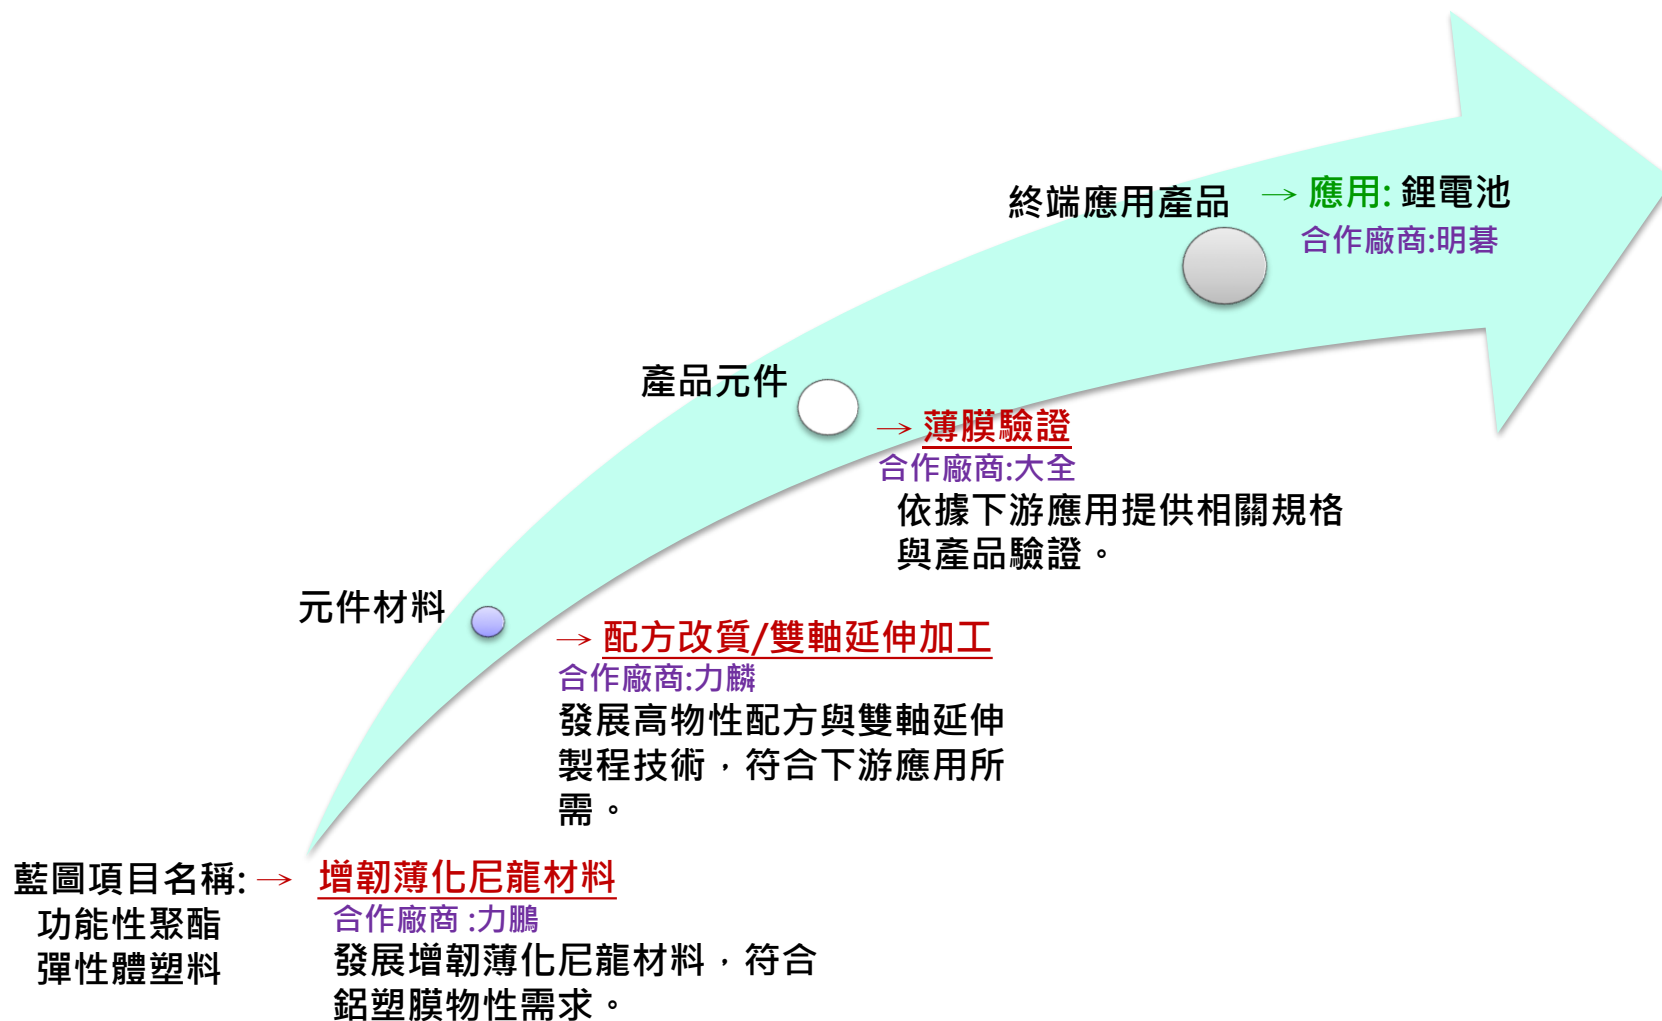 終端應用產品
→ 應用: 鋰電池
合作廠商:明碁
產品元件
→ 薄膜驗證
合作廠商:大全
依據下游應用提供相關規格
與產品驗證。
元件材料
→ 配方改質/雙軸延伸加工
合作廠商:力麟
發展高物性配方與雙軸延伸
製程技術，符合下游應用所
需。
藍圖項目名稱: →
功能性聚酯
彈性體塑料
增韌薄化尼龍材料
合作廠商 :力鵬
發展增韌薄化尼龍材料，符合
鋁塑膜物性需求。